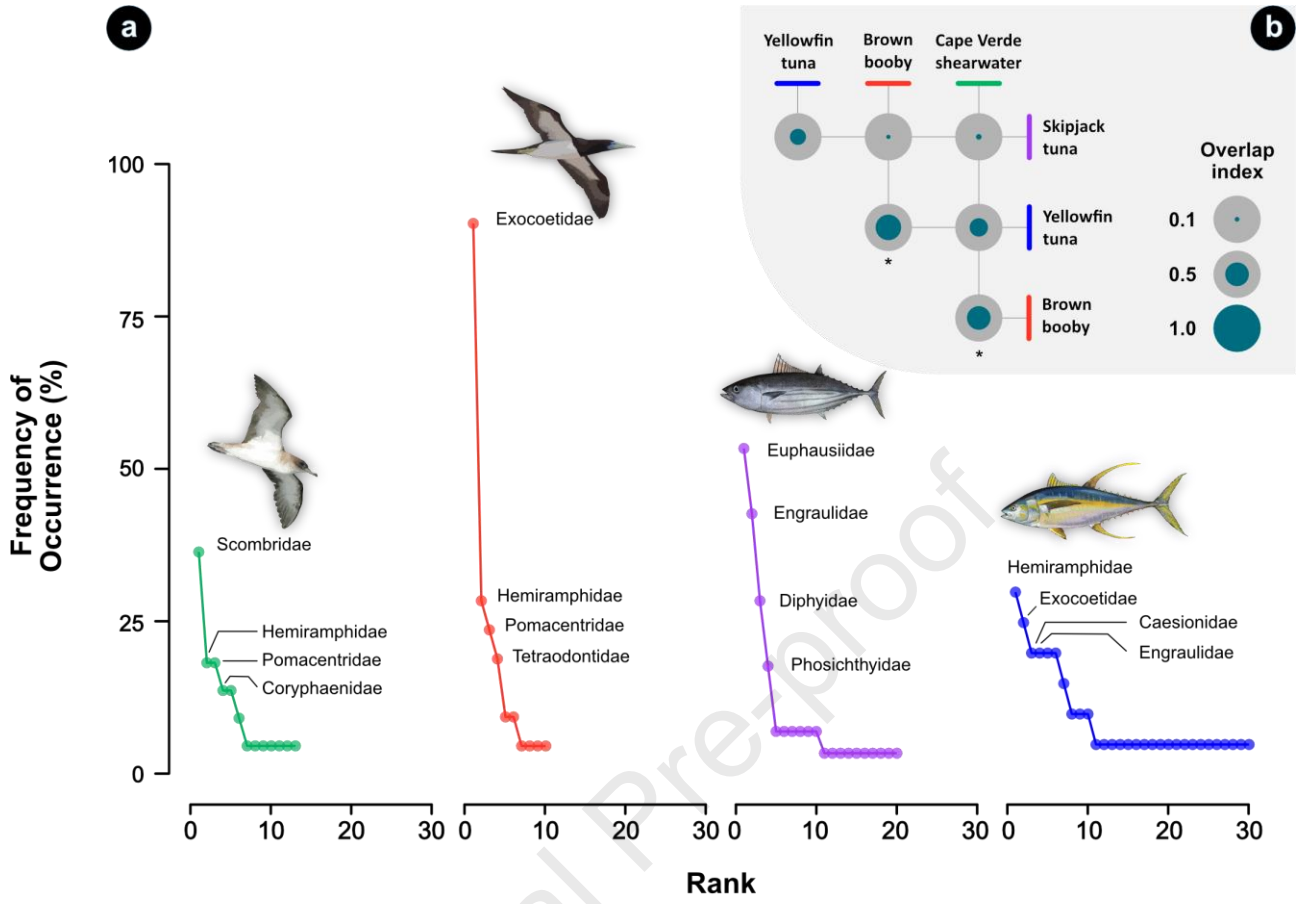 a
b
Yellowfin
tuna
Brown
booby
Cape Verde
shearwater
Skipjack
tuna
Yellowfin
tuna
*
Brown
booby
*
Overlap
index
0.1
0.5
1.0
Frequency of
Occurrence (%)
100
75
50
25
0
Scombridae
Hemiramphidae
Pomacentridae
Coryphaenidae
Exocoetidae
Hemiramphidae
Pomacentridae
Tetraodontidae
Euphausiidae
Engraulidae
Diphyidae
Phosichthyidae
Hemiramphidae
Exocoetidae
Caesionidae
Engraulidae
0 10 20 30
0 10 20 30
0 10 20 30
0 10 20 30
Rank
al Pre-proof